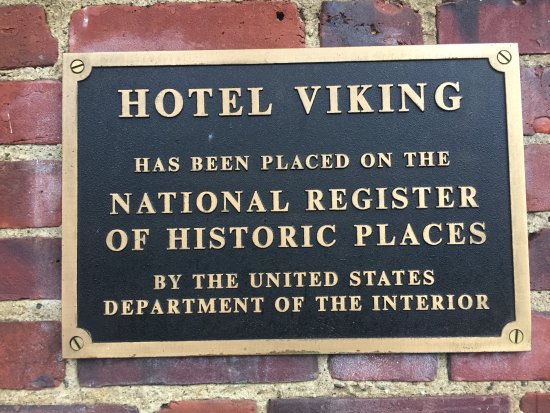 HOTEL VIKING
HAS BEEN PLACED ON THE
NATIONAL REGISTER
OF HISTORIC PLACES
BY THE UNITED STATES
DEPARTMENT OF THE INTERIOR